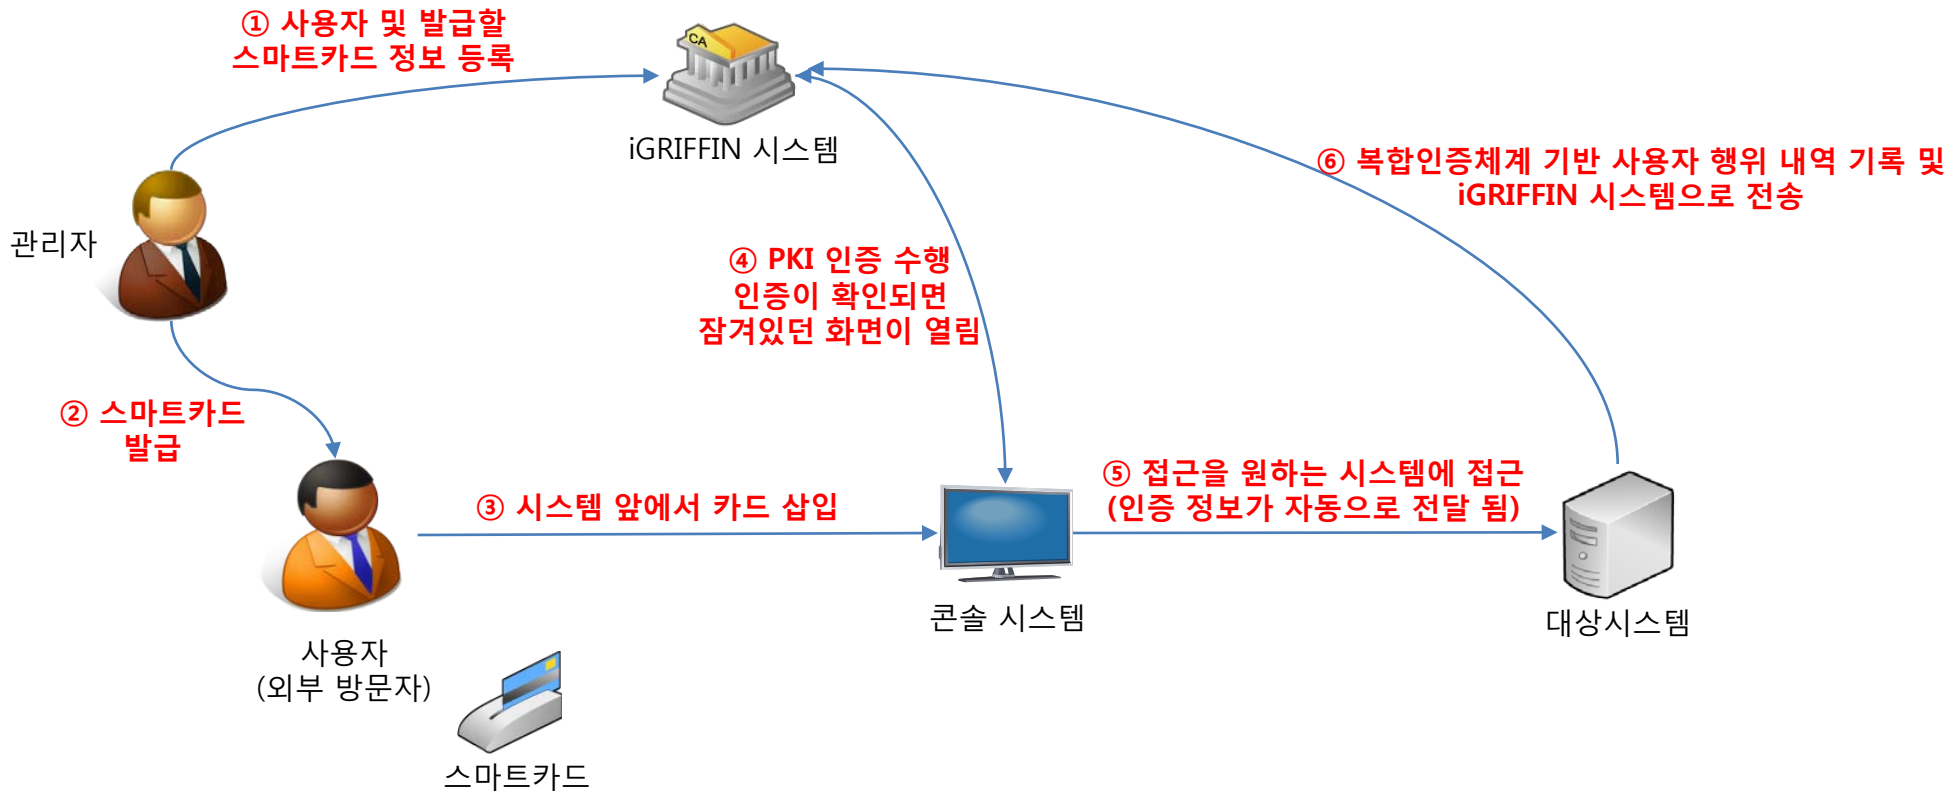 ① 사용자 및 발급할
스마트카드 정보 등록
CA
iGRIFFIN 시스템
⑥ 복합인증체계 기반 사용자 행위 내역 기록 및
iGRIFFIN 시스템으로 전송
관리자
④ PKI 인증 수행
인증이 확인되면
잠겨있던 화면이 열림
② 스마트카드
발급
③ 시스템 앞에서 카드 삽입
⑤ 접근을 원하는 시스템에 접근
(인증 정보가 자동으로 전달 됨)
콘솔 시스템
대상시스템
사용자
(외부 방문자)
스마트카드